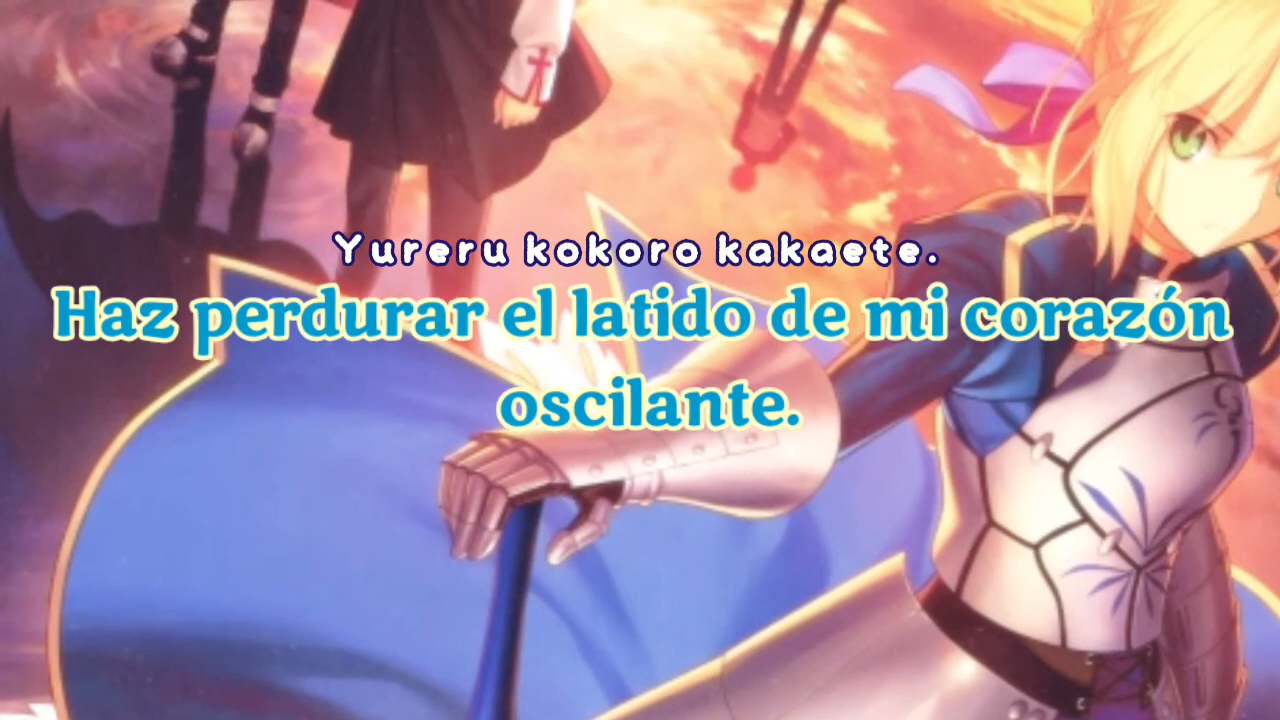 Yureru kokoro kakaete.
Haz perdurar el latido de mi corazón
oscilante.